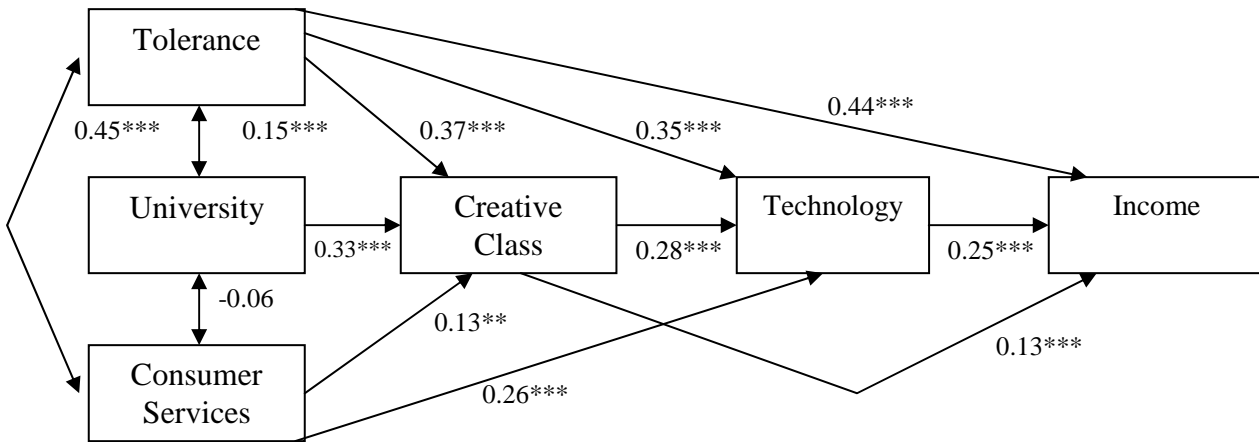 Tolerance
0.44***
0.45***
0.15***
0.37***
0.35***
University
Creative
Class
Technology
Income
0.33***
0.28***
0.25***
-0.06
0.13**
0.13***
Consumer
Services
0.26***